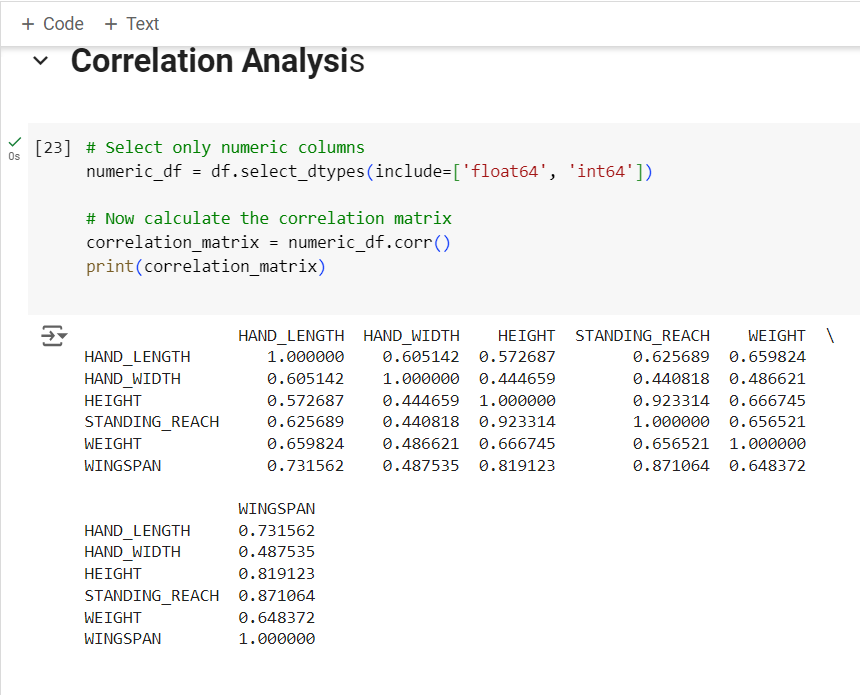 + Code + Text
Correlation Analysis
0s
[23] # Select only numeric columns
numeric_df = df.select_dtypes(include=['float64', 'int64'])
# Now calculate the correlation matrix
correlation_matrix = numeric_df.corr()
print(correlation_matrix)
HAND_LENGTH HAND_WIDTH HEIGHT STANDING_REACH WEIGHT \
HAND_LENGTH 1.000000 0.605142 0.572687 0.625689 0.659824
HAND_WIDTH 0.605142 1.000000 0.444659 0.440818 0.486621
HEIGHT 0.572687 0.444659 1.000000 0.923314 0.666745
STANDING_REACH 0.625689 0.440818 0.923314 1.000000 0.656521
WEIGHT 0.659824 0.486621 0.666745 0.656521 1.000000
WINGSPAN 0.731562 0.487535 0.819123 0.871064 0.648372
WINGSPAN
HAND_LENGTH 0.731562
HAND_WIDTH 0.487535
HEIGHT 0.819123
STANDING_REACH 0.871064
WEIGHT 0.648372
WINGSPAN 1.000000